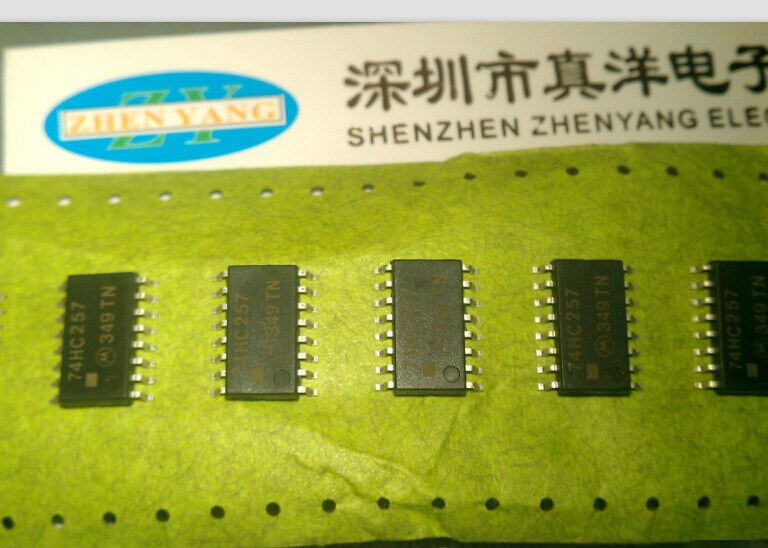 ZY
ZHEN YANG
深圳市真洋电子
SHENZHEN ZHENYANG ELEC
74HC257
349TN
74HC257
349TN
74HC257
349TN
74HC257
349TN